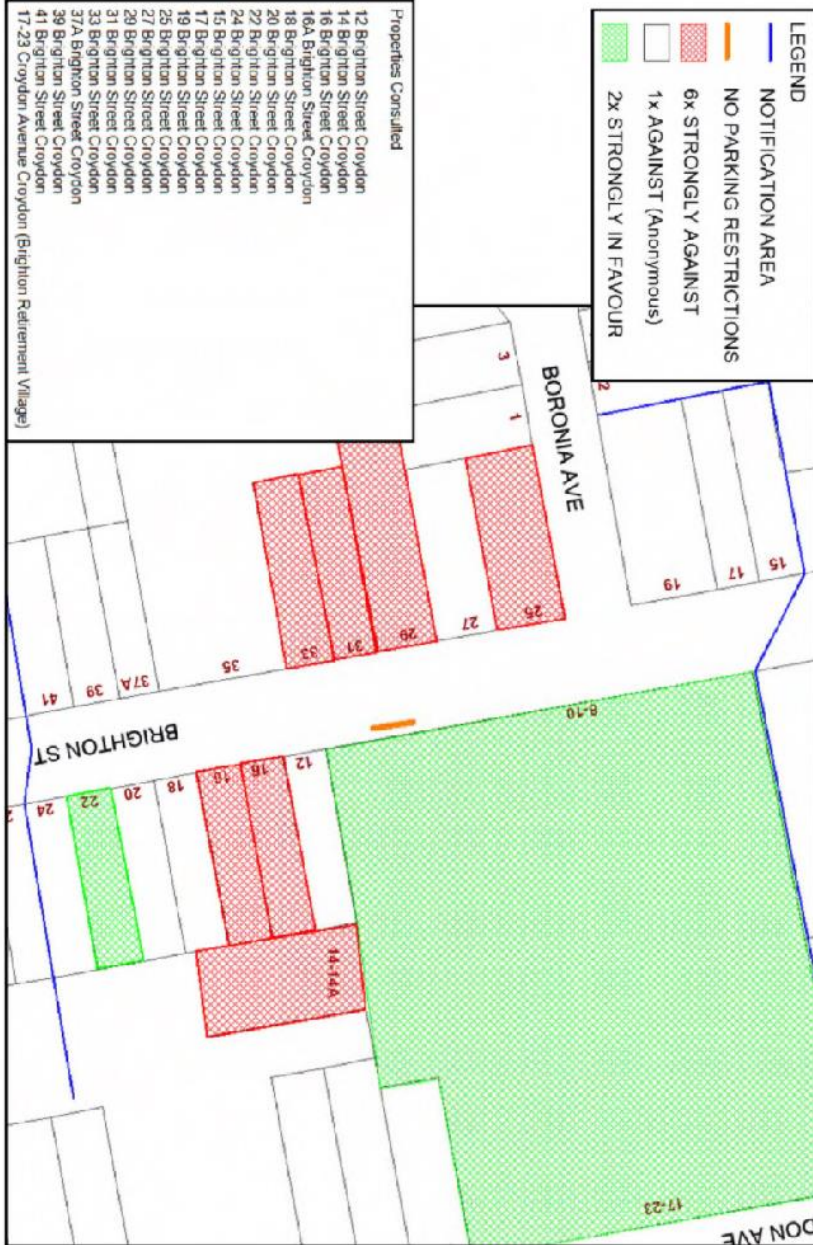 LEGEND
NOTIFICATION AREA
NO PARKING RESTRICTIONS
6x STRONGLY AGAINST
1x AGAINST (Anonymous)
2x STRONGLY IN FAVOUR
Properties Consulted
12 Brighton Street Croydon
14 Brighton Street Croydon
16 Brighton Street Croydon
16A Brighton Street Croydon
18 Brighton Street Croydon
20 Brighton Street Croydon
22 Brighton Street Croydon
24 Brighton Street Croydon
15 Brighton Street Croydon
17 Brighton Street Croydon
19 Brighton Street Croydon
25 Brighton Street Croydon
27 Brighton Street Croydon
29 Brighton Street Croydon
31 Brighton Street Croydon
33 Brighton Street Croydon
37A Brighton Street Croydon
39 Brighton Street Croydon
41 Brighton Street Croydon
17-23 Croydon Avenue Croydon (Brighton Retirement Village)
BORONIA AVE
BRIGHTON ST
DON AVE
2
3
1
15
17
19
25
27
29
31
33
35
37A
39
41
8-10
12
16
16
18
20
22
24
14-14A
17-23